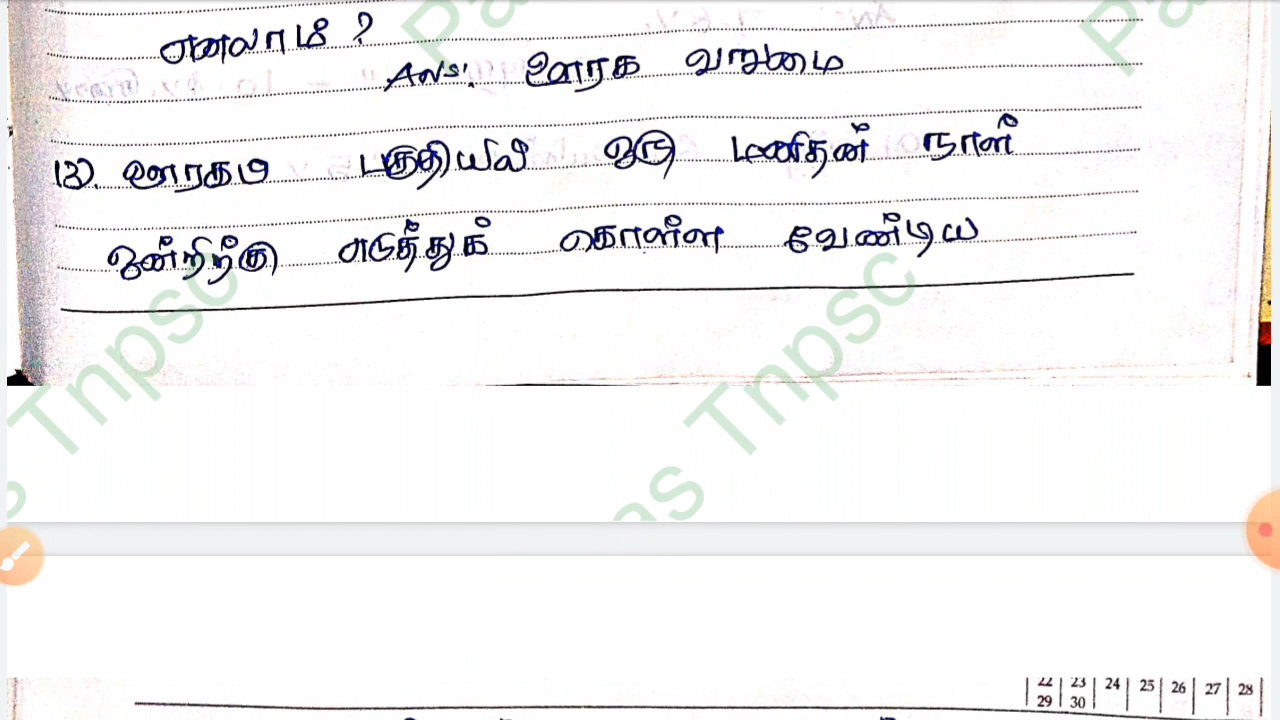 எனலாம் ?
Ans: ஊரக வறுமை
13). ஊரகப் பகுதியில் ஒரு மனிதன் நாள்
ஒன்றிற்கு எடுத்துக் கொள்ள வேண்டிய
Tnpsc
Tnpsc
22 23 24 25 26 27 28
29 30